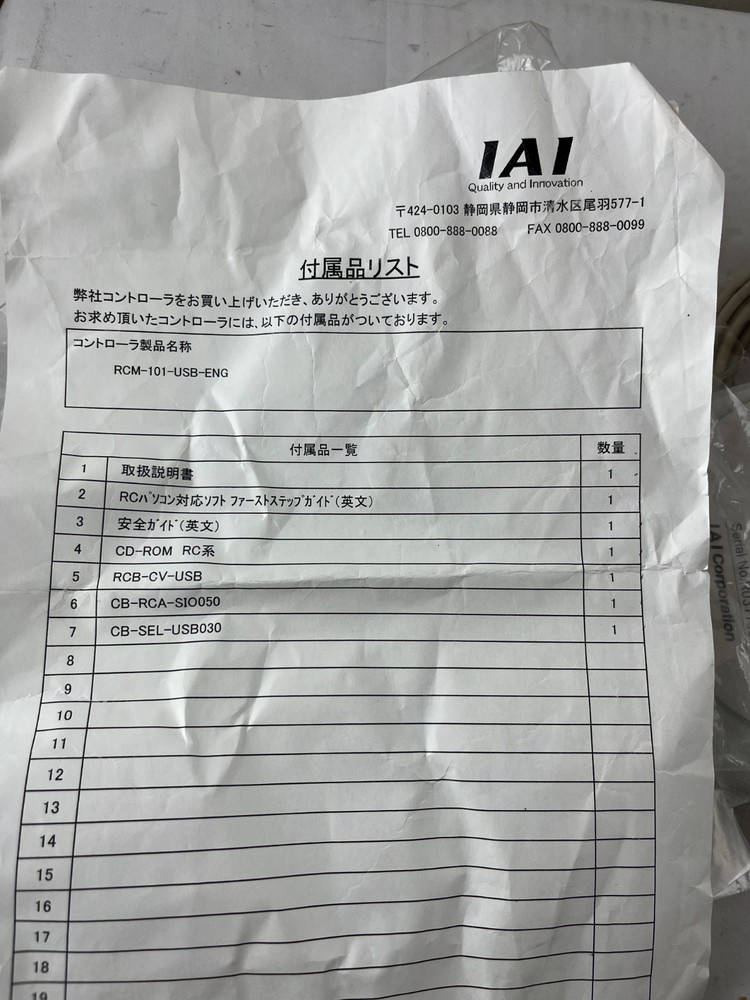 IAI
Quality and Innovation
〒424-0103 静岡県静岡市清水区尾羽577-1
TEL 0800-888-0088 FAX 0800-888-0099
付属品リスト
弊社コントローラをお買い上げいただき、ありがとうございます。
お求め頂いたコントローラには、以下の付属品がついております。
コントローラ製品名称
RCM-101-USB-ENG
付属品一覧 数量
1 取扱説明書 1
2 RCﾊﾟｿｺﾝ対応ｿﾌﾄ ﾌｧｰｽﾄｽﾃｯﾌﾟｶﾞｲﾄﾞ(英文) 1
3 安全ｶﾞｲﾄﾞ(英文) 1
4 CD-ROM RC系 1
5 RCB-CV-USB 1
6 CB-RCA-SIO050 1
7 CB-SEL-USB030 1
8
9
10
11
12
13
14
15
16
17
18
19
Serial No.
IAI Corporation